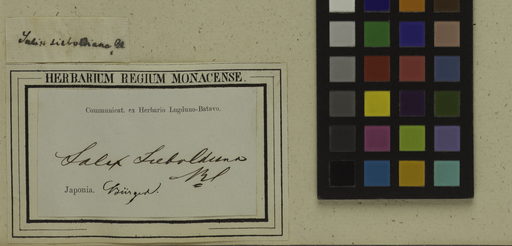 Salix sieboldiana Bl
HERBARIUM REGIUM MONACENSE.
Communicat. ex Herbario Lugduno-Batavo.
Salix Sieboldiana
Bl
Japonia. Bürger.